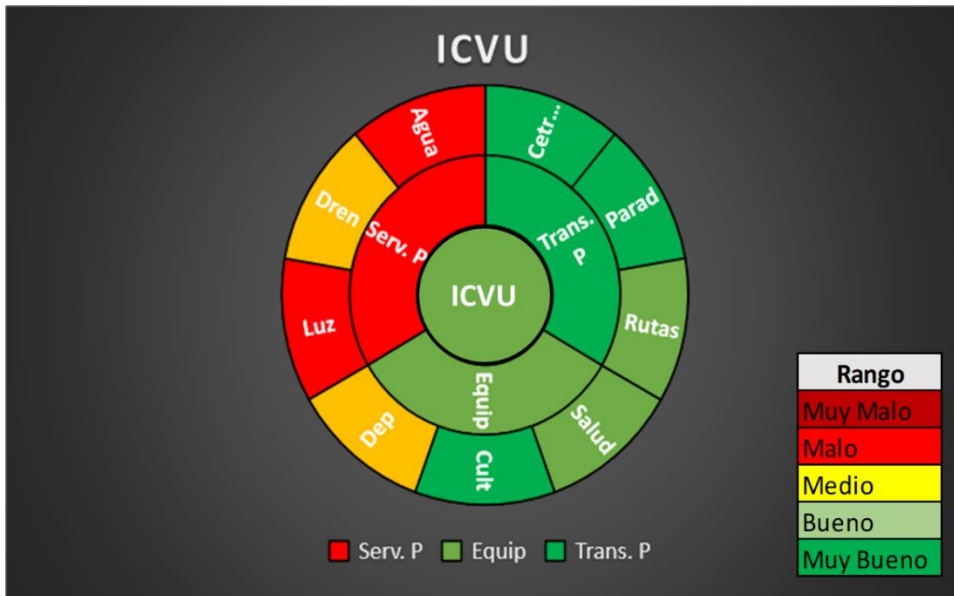 ICVU
Agua
Cetr...
Dren
Parad
Serv. P
Trans.
P
ICVU
Luz
Rutas
Equip
Dep
Salud
Cult
Serv. P
Equip
Trans. P
Rango
Muy Malo
Malo
Medio
Bueno
Muy Bueno